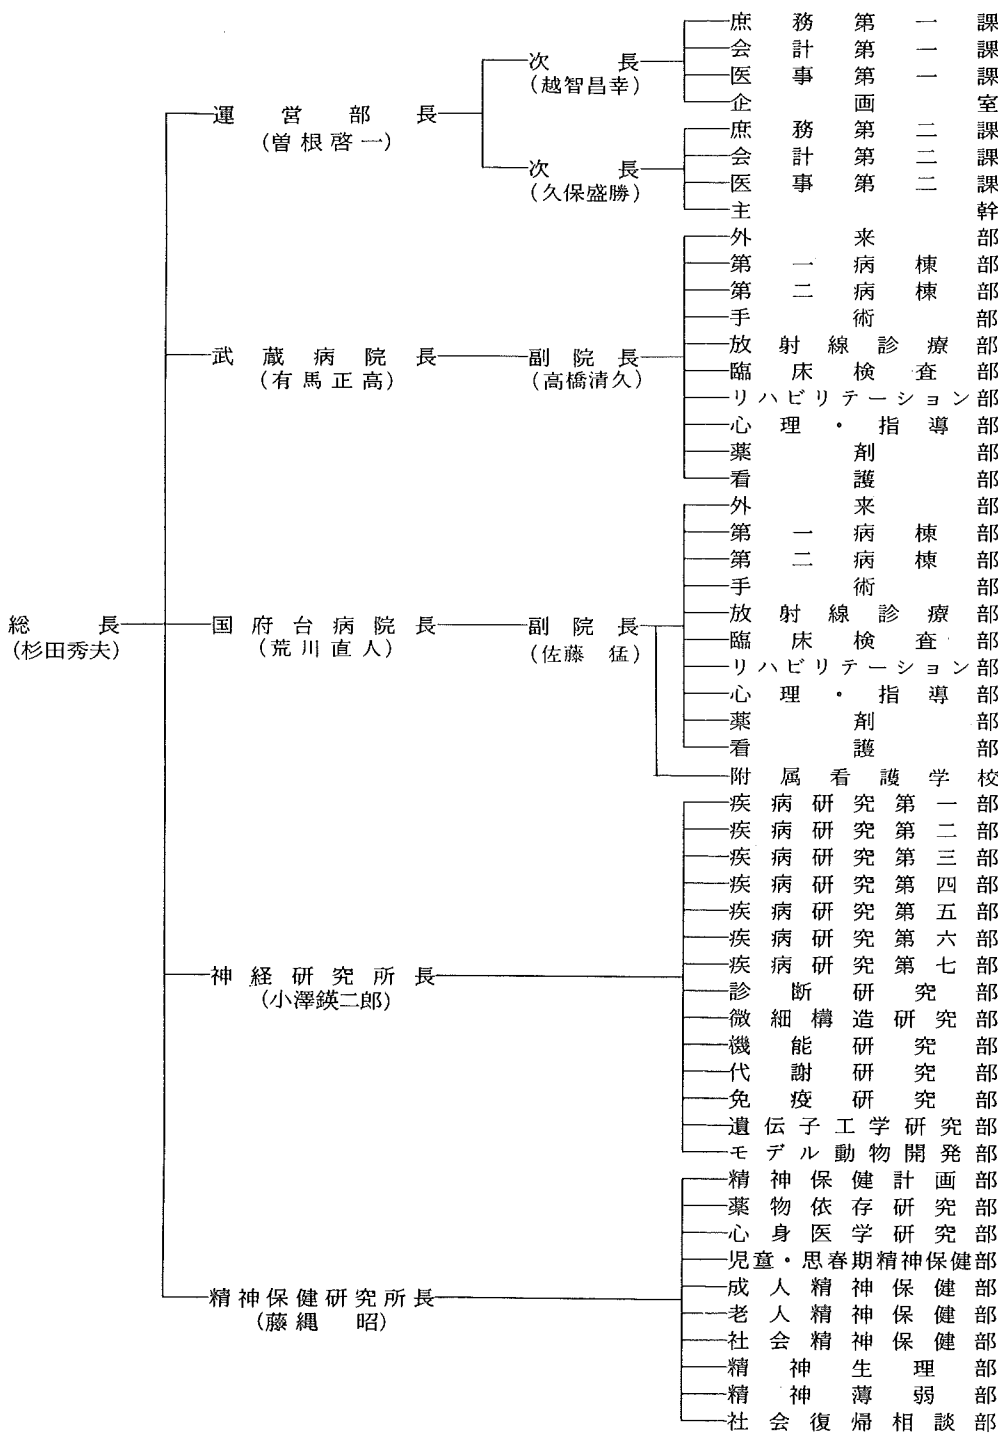 総長
(杉田秀夫)
運営部長
(曽根啓一)
次長
(越智昌幸)
庶務第一課
会計第一課
医事第一課
企画室
次長
(久保盛勝)
庶務第二課
会計第二課
医事第二課
主幹
武蔵病院長
(有馬正高)
副院長
(高橋清久)
外来部
第一病棟部
第二病棟部
手術部
放射線診療部
臨床検査部
リハビリテーション部
心理・指導部
薬剤部
看護部
国府台病院長
(荒川直人)
副院長
(佐藤 猛)
外来部
第一病棟部
第二病棟部
手術部
放射線診療部
臨床検査部
リハビリテーション部
心理・指導部
薬剤部
看護部
附属看護学校
神経研究所長
(小澤鍈二郎)
疾病研究第一部
疾病研究第二部
疾病研究第三部
疾病研究第四部
疾病研究第五部
疾病研究第六部
疾病研究第七部
診断研究部
微細構造研究部
機能研究部
代謝研究部
免疫研究部
遺伝子工学研究部
モデル動物開発部
精神保健研究所長
(藤縄 昭)
精神保健計画部
薬物依存研究部
心身医学研究部
児童・思春期精神保健部
成人精神保健部
老人精神保健部
社会精神保健部
精神生理部
精神薄弱部
社会復帰相談部